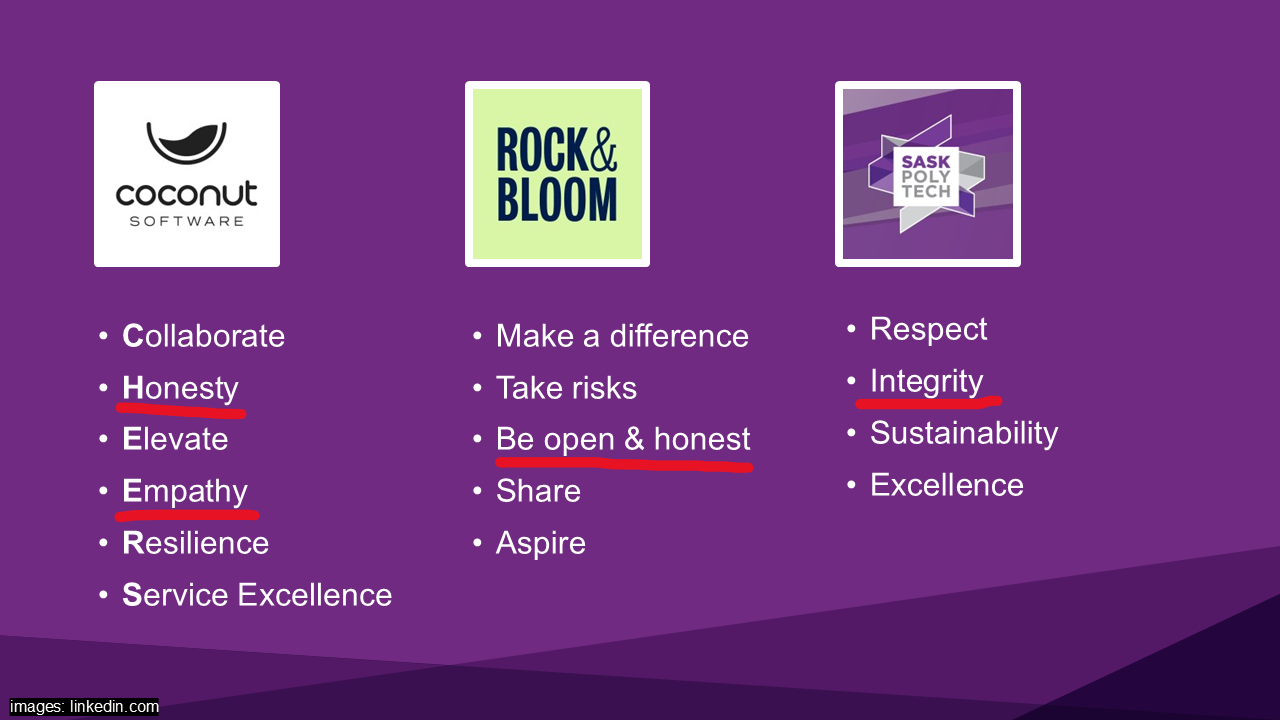 coconut
SOFTWARE
ROCK&
BLOOM
SASK
POLY
TECH
• Collaborate
• Honesty
• Elevate
• Empathy
• Resilience
• Service Excellence
• Make a difference
• Take risks
• Be open & honest
• Share
• Aspire
• Respect
• Integrity
• Sustainability
• Excellence
images: linkedin.com